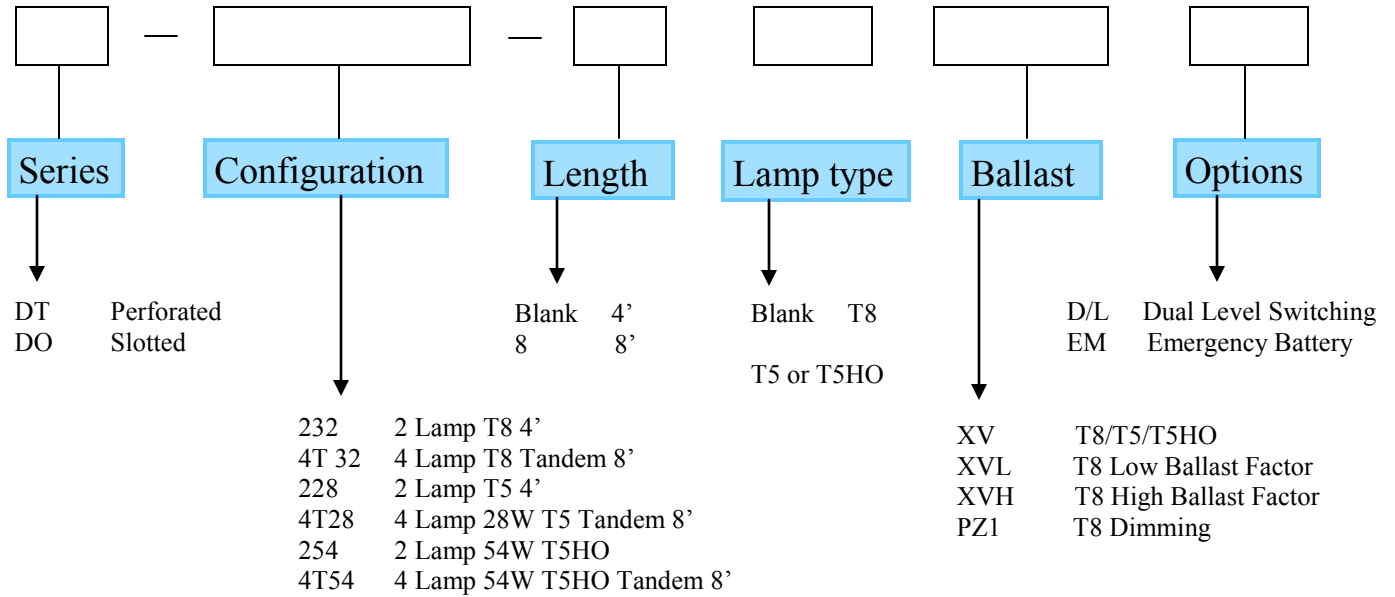 Series Configuration Length Lamp type Ballast Options
DT Perforated
DO Slotted
232 2 Lamp T8 4’
4T 32 4 Lamp T8 Tandem 8’
228 2 Lamp T5 4’
4T28 4 Lamp 28W T5 Tandem 8’
254 2 Lamp 54W T5HO
4T54 4 Lamp 54W T5HO Tandem 8’
Blank 4’
8 8’
Blank T8
T5 or T5HO
XV T8/T5/T5HO
XVL T8 Low Ballast Factor
XVH T8 High Ballast Factor
PZ1 T8 Dimming
D/L Dual Level Switching
EM Emergency Battery